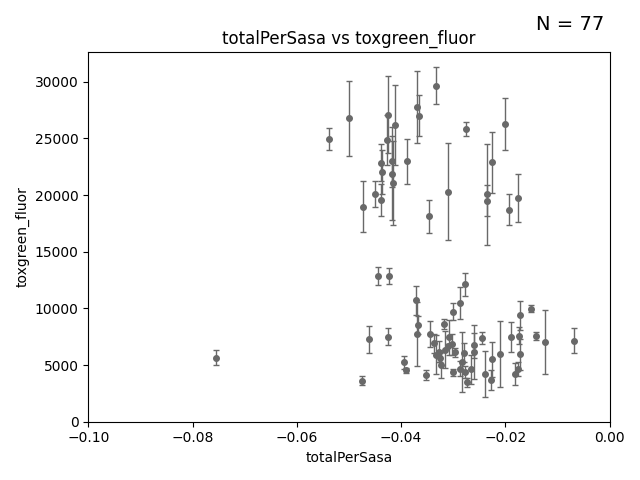 N = 77
totalPerSasa vs toxgreen_fluor
30000
25000
20000
15000
10000
5000
0
toxgreen_fluor
−0.10 −0.08 −0.06 −0.04 −0.02 0.00
totalPerSasa